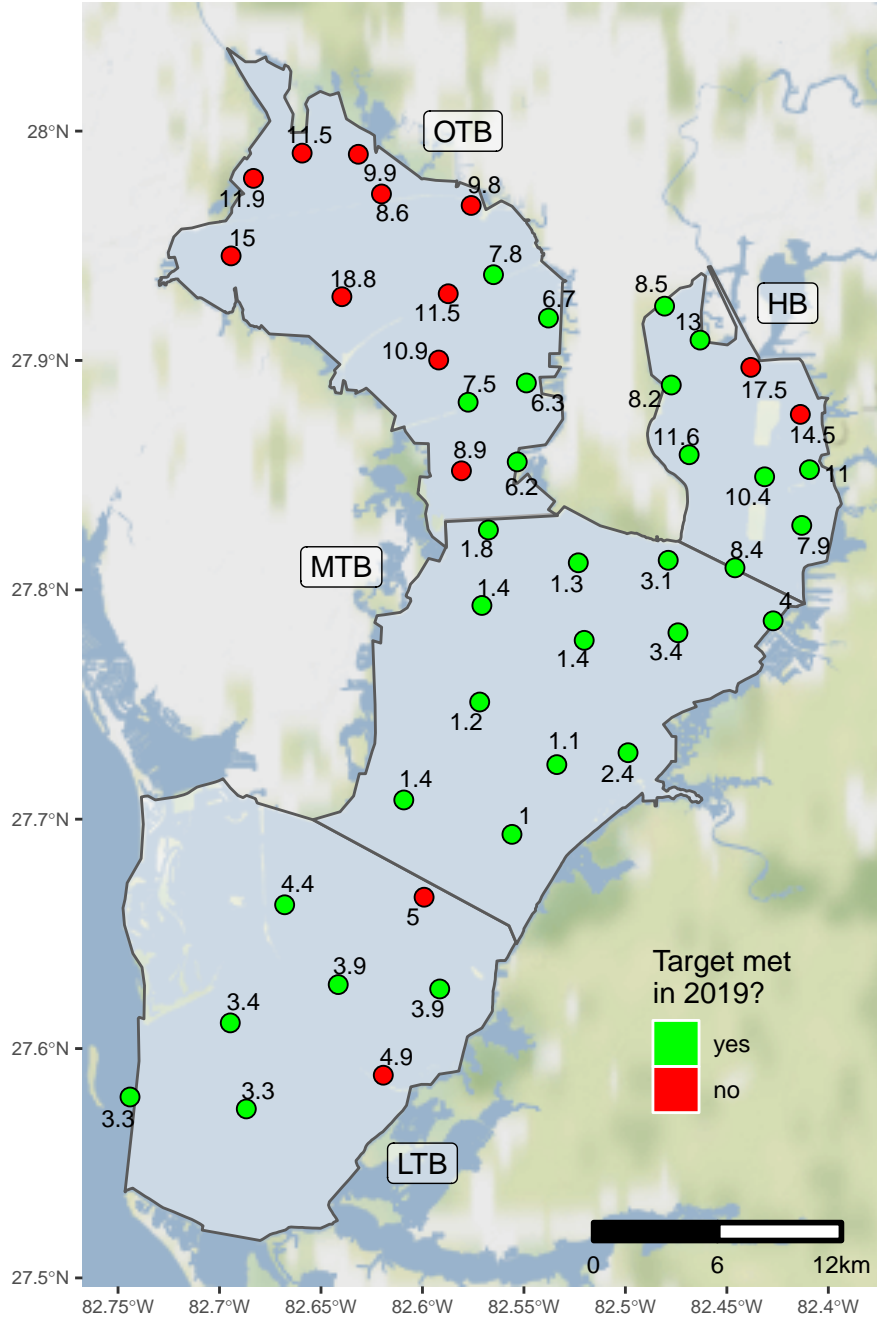 28°N
27.9°N
27.8°N
27.7°N
27.6°N
27.5°N
OTB
11.5
9.9
9.8
11.9
8.6
15
7.8
18.8
11.5
6.7
10.9
7.5
6.3
8.9
6.2
HB
8.5
13
17.5
8.2
14.5
11.6
11
10.4
7.9
8.4
MTB
1.8
1.3
3.1
4
1.4
1.4
3.4
1.2
1.1
2.4
1.4
1
4.4
5
3.9
3.9
3.4
4.9
3.3
3.3
LTB
Target met
in 2019?
yes
no
0 6 12km
82.75°W 82.7°W 82.65°W 82.6°W 82.55°W 82.5°W 82.45°W 82.4°W